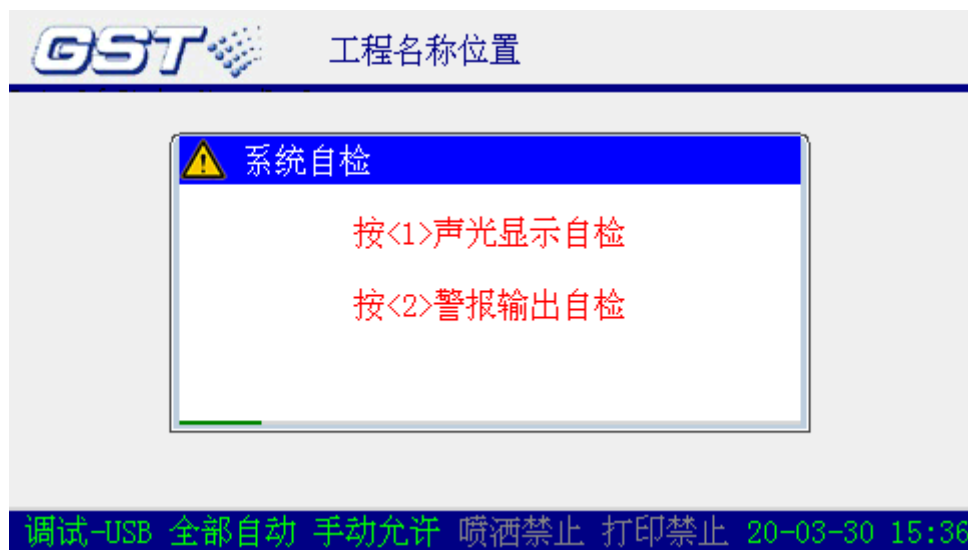 GST 工程名称位置
系统自检
按<1>声光显示自检
按<2>警报输出自检
调试-USB 全部自动 手动允许 喷洒禁止 打印禁止 20-03-30 15:36